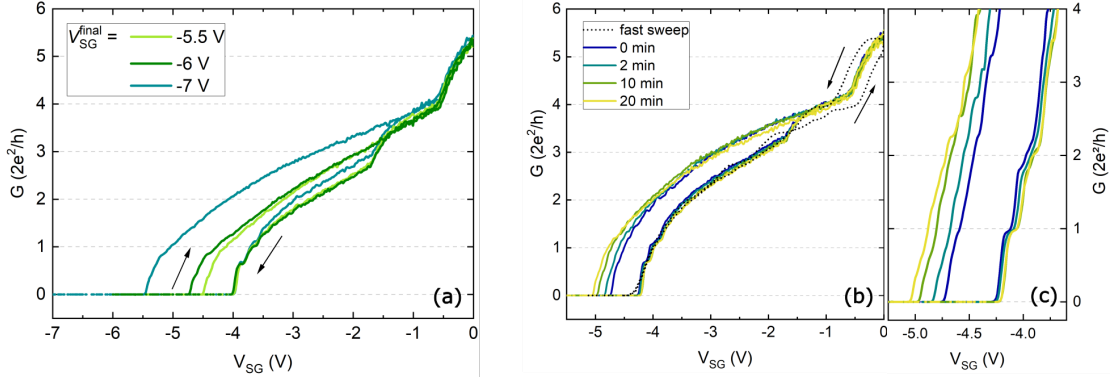 6
5
4
3
2
1
0
G (2e²/h)
V_SG^final =
-5.5 V
-6 V
-7 V
(a)
-7 -6 -5 -4 -3 -2 -1 0
V_SG (V)
6
5
4
3
2
1
0
G (2e²/h)
fast sweep
0 min
2 min
10 min
20 min
(b)
-5 -4 -3 -2 -1 0
V_SG (V)
(c)
-5.0 -4.5 -4.0
V_SG (V)
4
3
2
1
0
G (2e²/h)